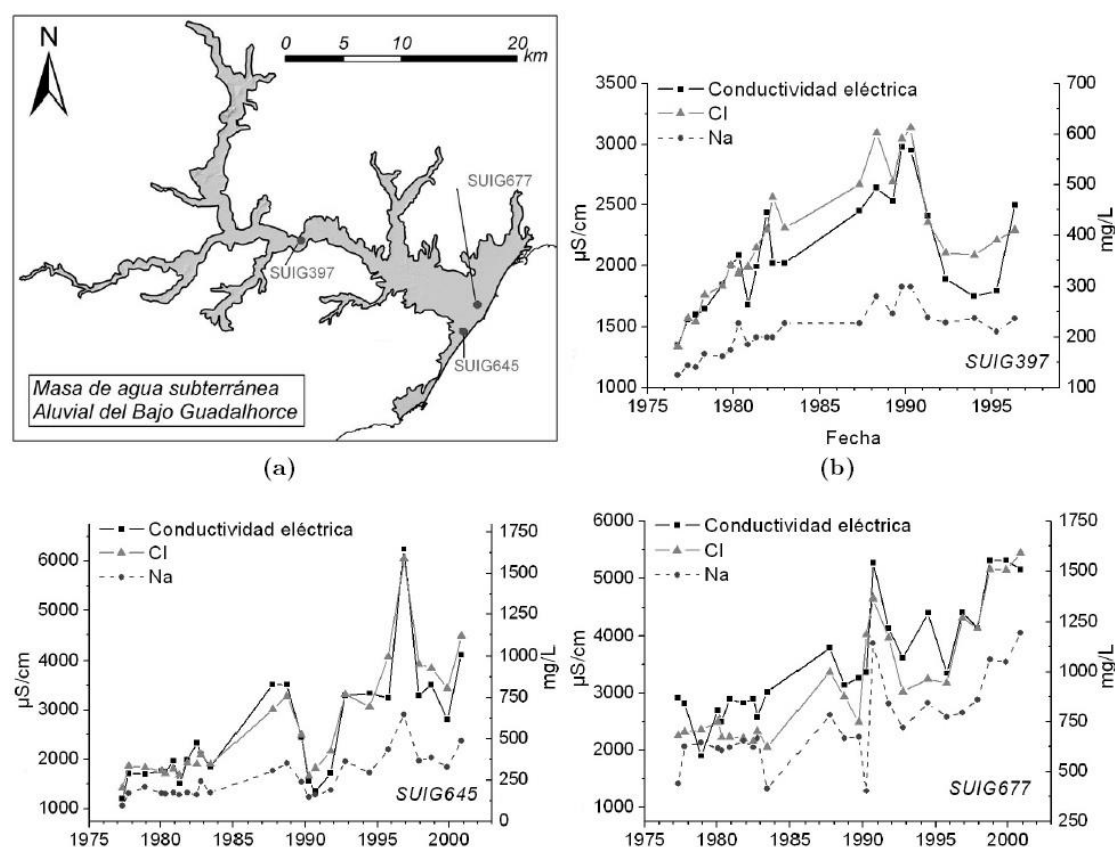 N
0 5 10 20
km
SUIG677
SUIG397
SUIG645
Masa de agua subterránea
Aluvial del Bajo Guadalhorce
(a)
Conductividad eléctrica
Cl
Na
3500
3000
2500
2000
1500
1000
µS/cm
700
600
500
400
300
200
100
mg/L
SUIG397
1975 1980 1985 1990 1995
Fecha
(b)
Conductividad eléctrica
Cl
Na
6000
5000
4000
3000
2000
1000
µS/cm
1750
1500
1250
1000
750
500
250
0
mg/L
SUIG645
1975 1980 1985 1990 1995 2000
Conductividad eléctrica
Cl
Na
6000
5000
4000
3000
2000
1000
µS/cm
1750
1500
1250
1000
750
500
250
0
mg/L
SUIG677
1975 1980 1985 1990 1995 2000